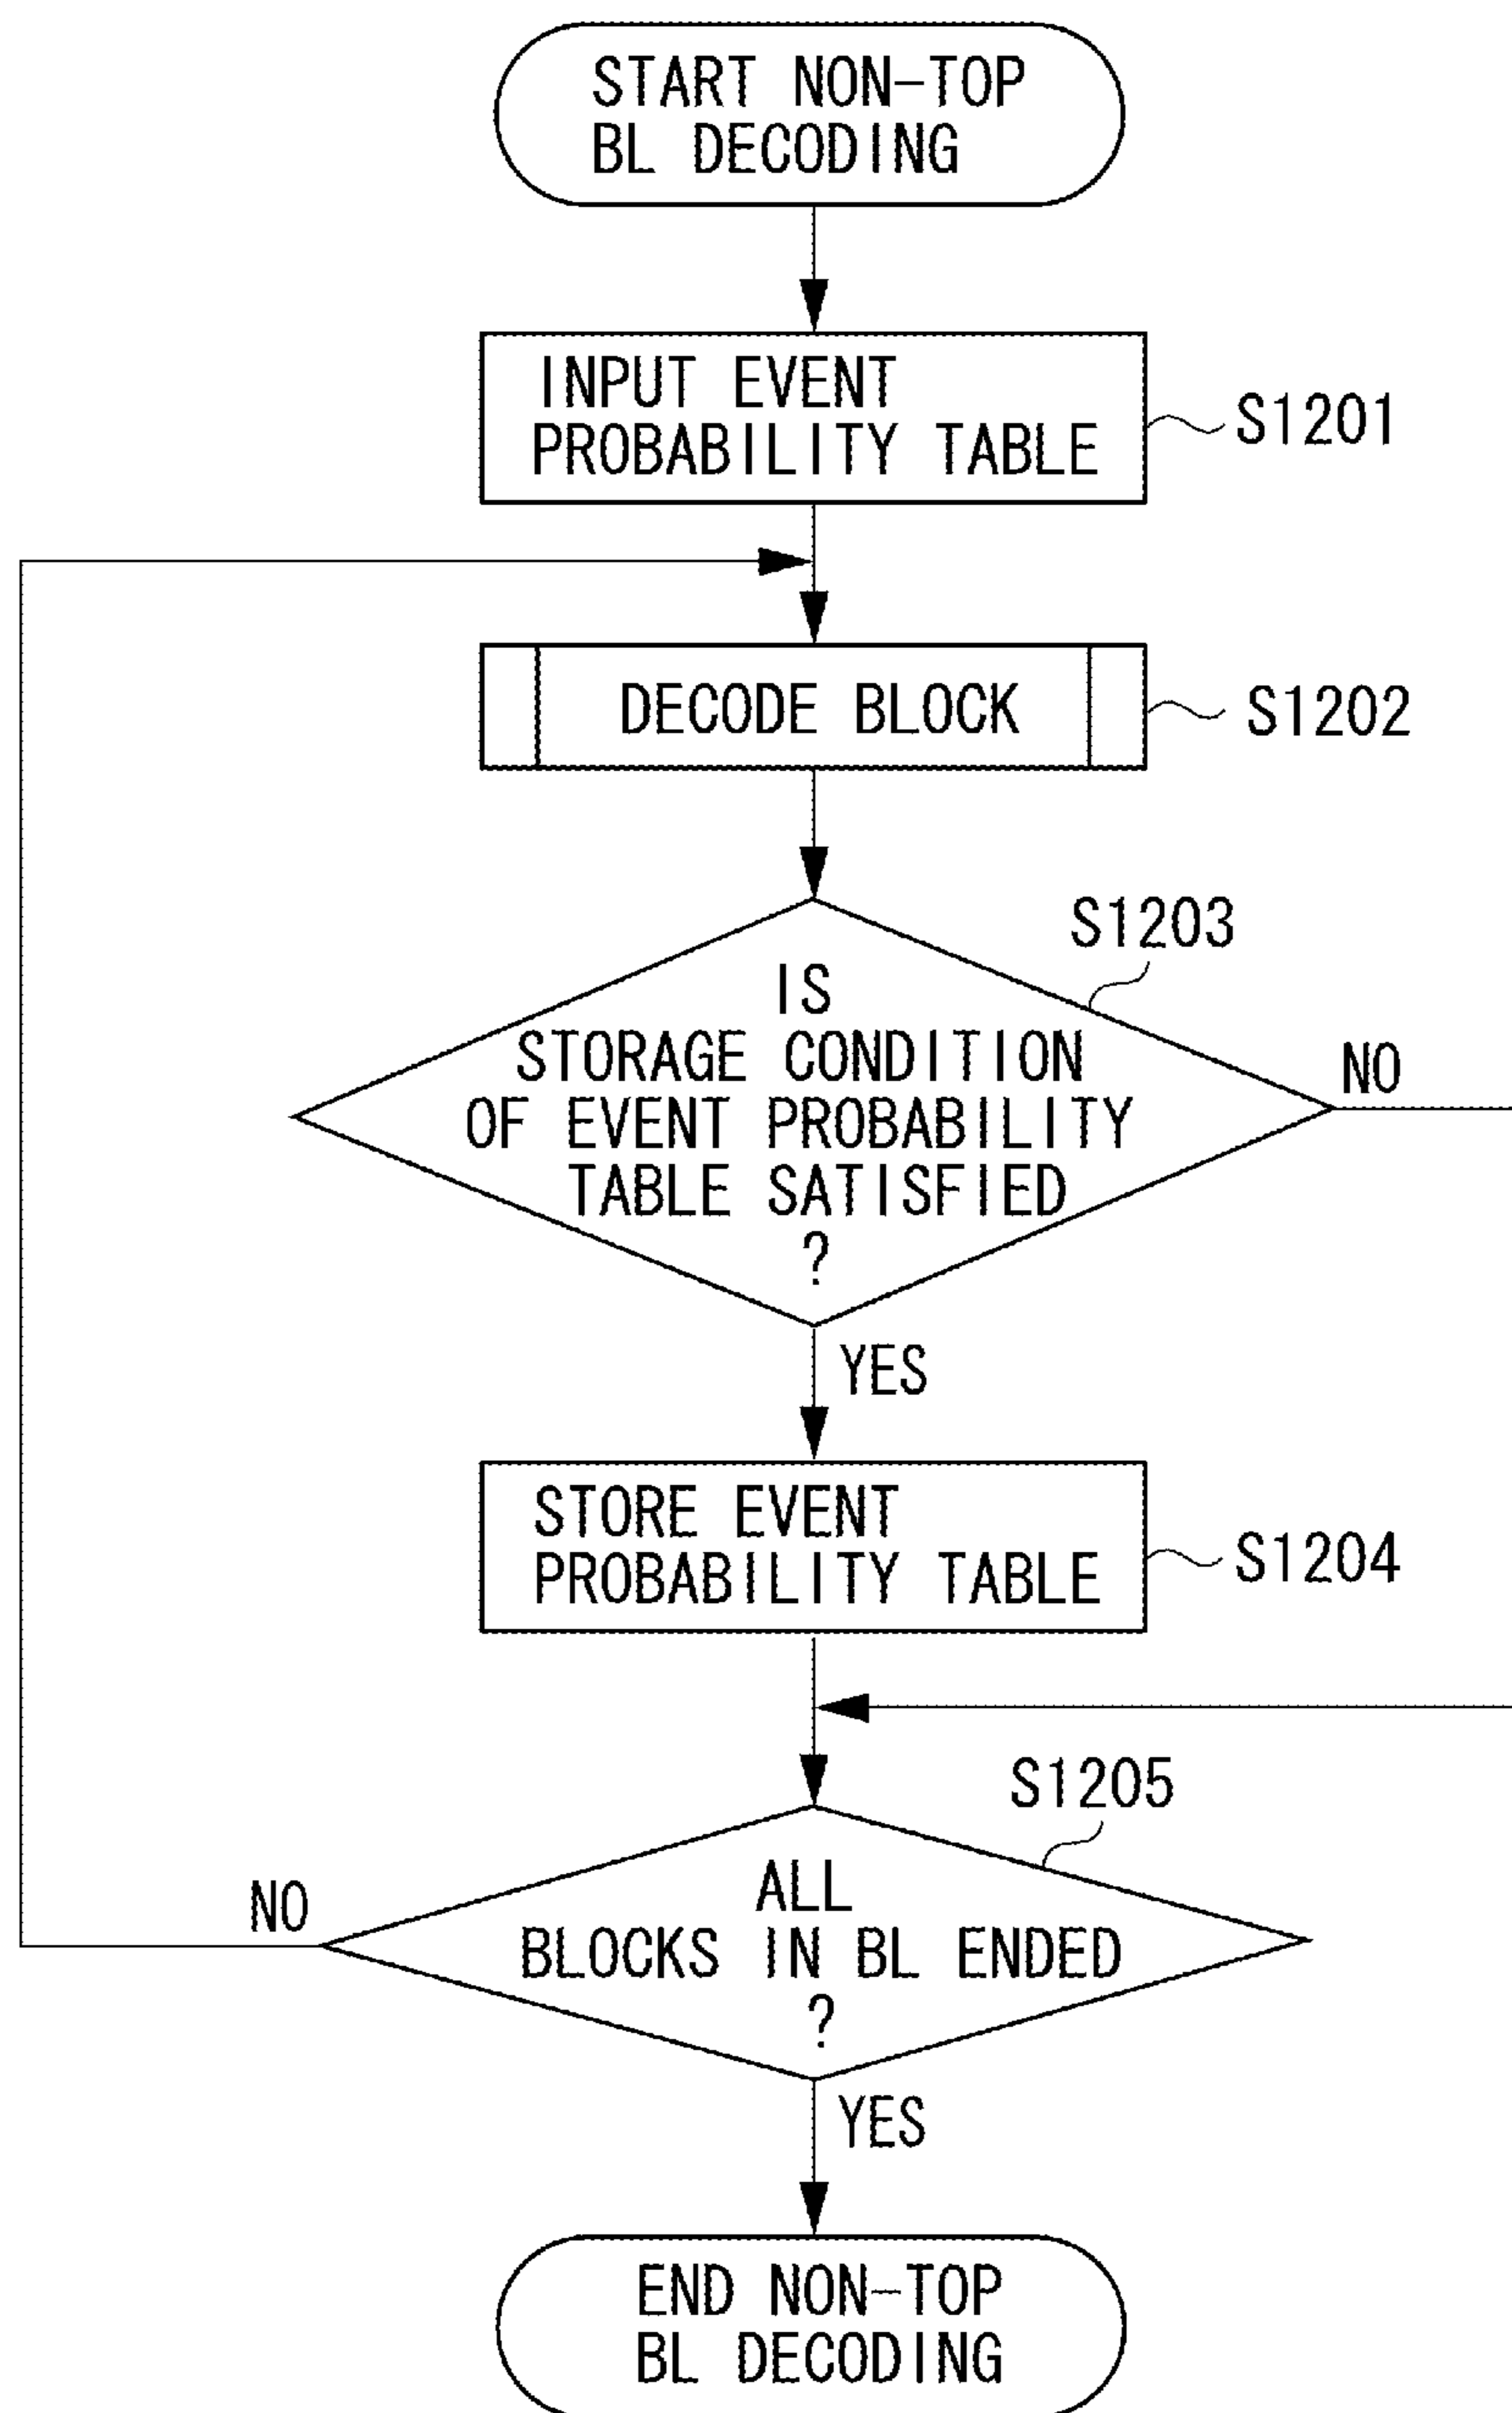 START NON-TOP
BL DECODING
INPUT EVENT
PROBABILITY TABLE
S1201
DECODE BLOCK
S1202
S1203
IS
STORAGE CONDITION
OF EVENT PROBABILITY
TABLE SATISFIED
?
NO
YES
STORE EVENT
PROBABILITY TABLE
S1204
S1205
ALL
BLOCKS IN BL ENDED
?
NO
YES
END NON-TOP
BL DECODING